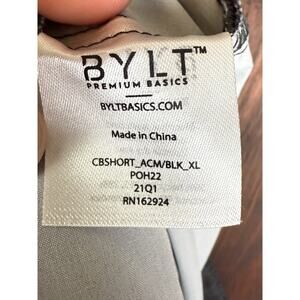 BYLT™
PREMIUM BASICS
BYLTBASICS.COM
Made in China
CBSHORT_ACM/BLK_XL
POH22
21Q1
RN162924